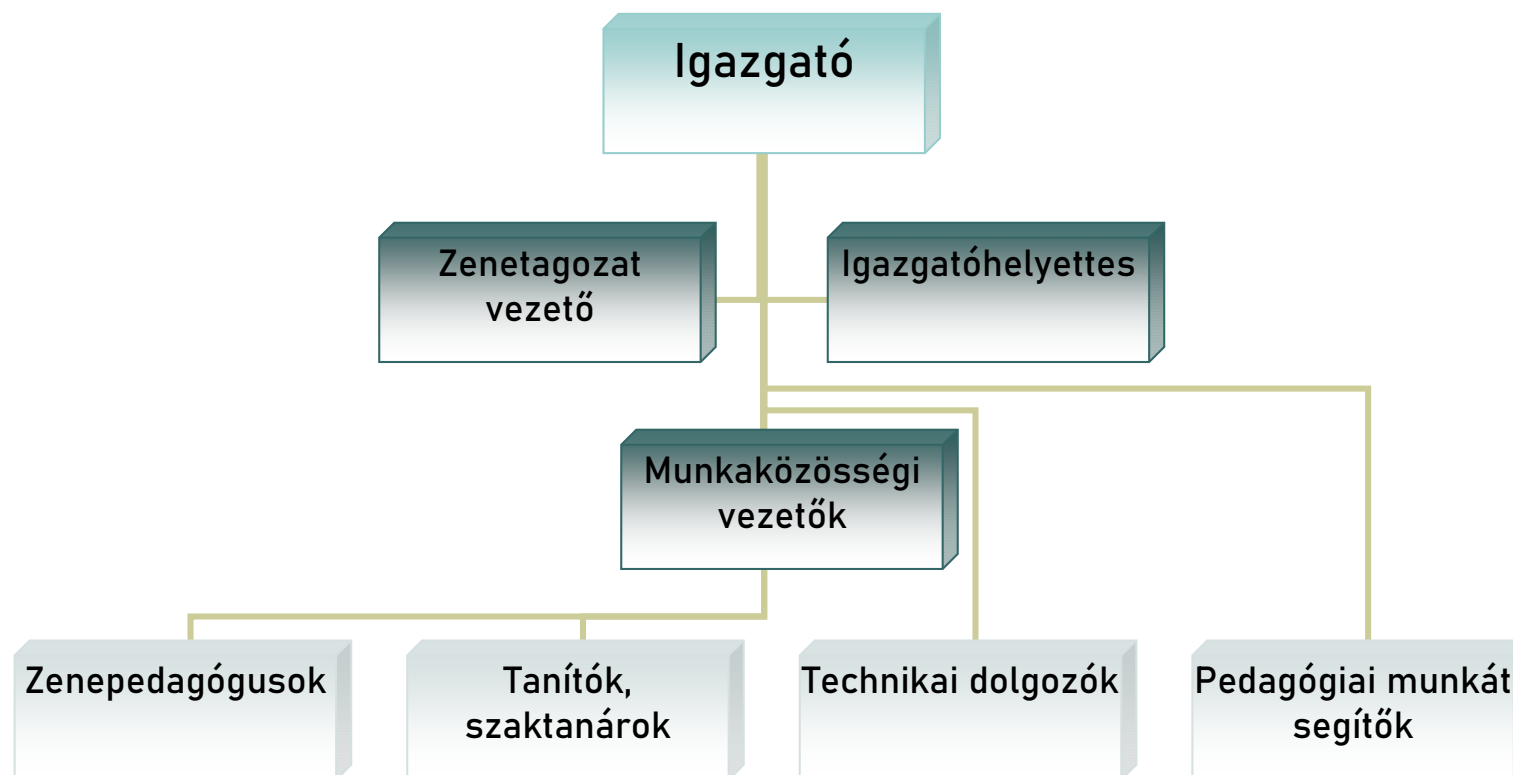 Igazgató
Zenetagozat
vezető
Igazgatóhelyettes
Munkaközösségi
vezetők
Zenepedagógusok
Tanítók,
szaktanárok
Technikai dolgozók
Pedagógiai munkát
segítők